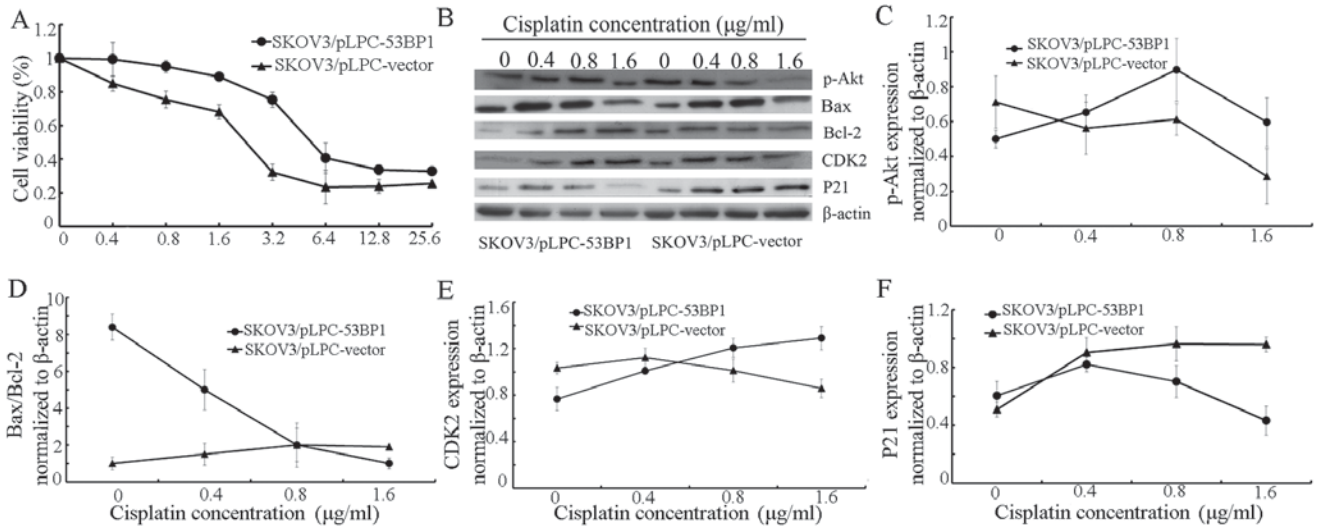 A
1.2
1.0
0.8
0.6
0.4
0.2
0
Cell viability (%)
SKOV3/pLPC-53BP1
SKOV3/pLPC-vector
0 0.4 0.8 1.6 3.2 6.4 12.8 25.6
B
Cisplatin concentration (μg/ml)
0 0.4 0.8 1.6 0 0.4 0.8 1.6
p-Akt
Bax
Bcl-2
CDK2
P21
β-actin
SKOV3/pLPC-53BP1 SKOV3/pLPC-vector
C
1.2
1
0.8
0.6
0.4
0.2
0
p-Akt expression
normalized to β-actin
SKOV3/pLPC-53BP1
SKOV3/pLPC-vector
0 0.4 0.8 1.6
D
10
8
6
4
2
0
Bax/Bcl-2
normalized to β-actin
SKOV3/pLPC-53BP1
SKOV3/pLPC-vector
0 0.4 0.8 1.6
Cisplatin concentration (μg/ml)
E
1.6
1.2
0.8
0.4
0
CDK2 expression
normalized to β-actin
SKOV3/pLPC-53BP1
SKOV3/pLPC-vector
0 0.4 0.8 1.6
Cisplatin concentration (μg/ml)
F
1.2
0.8
0.4
0
P21 expression
normalized to β-actin
SKOV3/pLPC-53BP1
SKOV3/pLPC-vector
0 0.4 0.8 1.6
Cisplatin concentration (μg/ml)